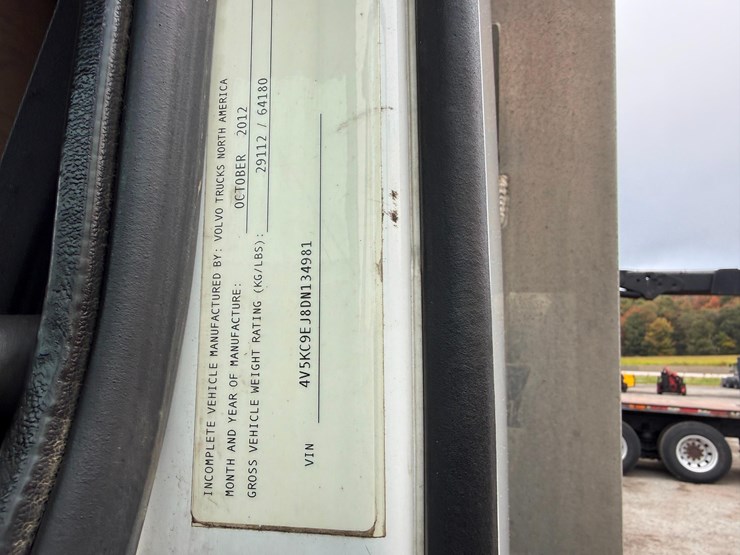 INCOMPLETE VEHICLE MANUFACTURED BY: VOLVO TRUCKS NORTH AMERICA
MONTH AND YEAR OF MANUFACTURE: OCTOBER 2012
GROSS VEHICLE WEIGHT RATING (KG/LBS): 29112 / 64180
VIN 4V5KC9EJ8DN134981